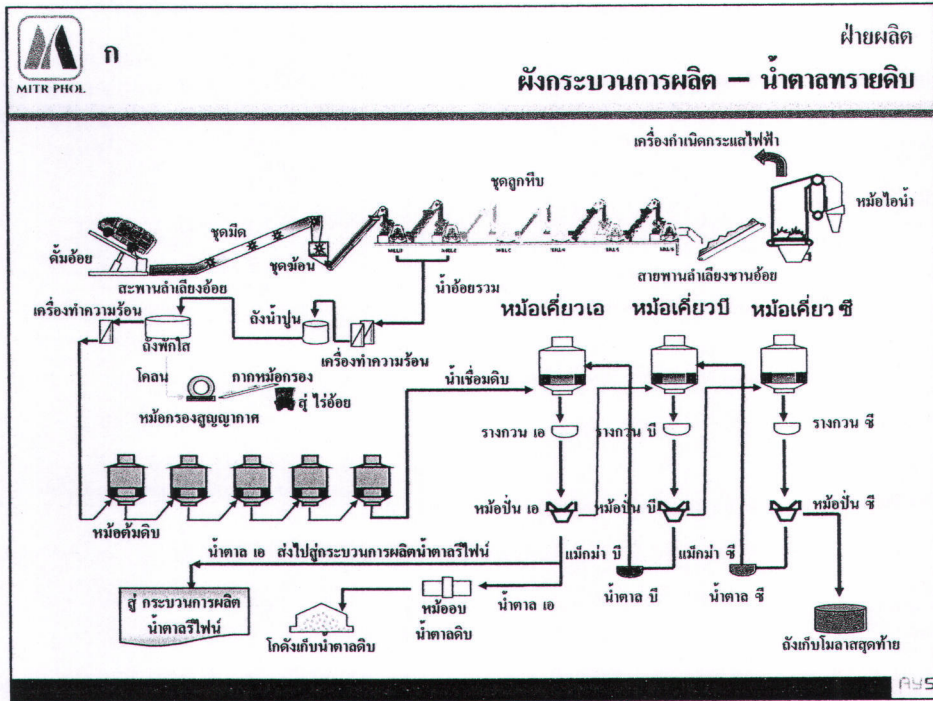 MITR PHOL
ก
ฝ่ายผลิต
ผังกระบวนการผลิต – น้ำตาลทรายดิบ
เครื่องกำเนิดกระแสไฟฟ้า
ชุดลูกหีบ
หม้อไอน้ำ
ชุดมีด
ดั้มอ้อย
ชุดฆ้อน
สะพานลำเลียงอ้อย
สายพานลำเลียงชานอ้อย
น้ำอ้อยรวม
เครื่องทำความร้อน
ถังน้ำปูน
หม้อเคี่ยวเอ
หม้อเคี่ยวบี
หม้อเคี่ยว ซี
ถังพักใส
เครื่องทำความร้อน
โคลน
กากหม้อกรอง
น้ำเชื่อมดิบ
สู่ ไร่อ้อย
หม้อกรองสูญญากาศ
รางกวน เอ
รางกวน บี
รางกวน ซี
หม้อปั่น เอ
หม้อปั่น บี
หม้อปั่น ซี
หม้อต้มดิบ
น้ำตาล เอ ส่งไปสู่กระบวนการผลิตน้ำตาลรีไฟน์
แม็กม่า บี
แม็กม่า ซี
สู่ กระบวนการผลิต
น้ำตาลรีไฟน์
น้ำตาล เอ
น้ำตาล บี
น้ำตาล ซี
หม้ออบ
น้ำตาลดิบ
โกดังเก็บน้ำตาลดิบ
ถังเก็บโมลาสสุดท้าย